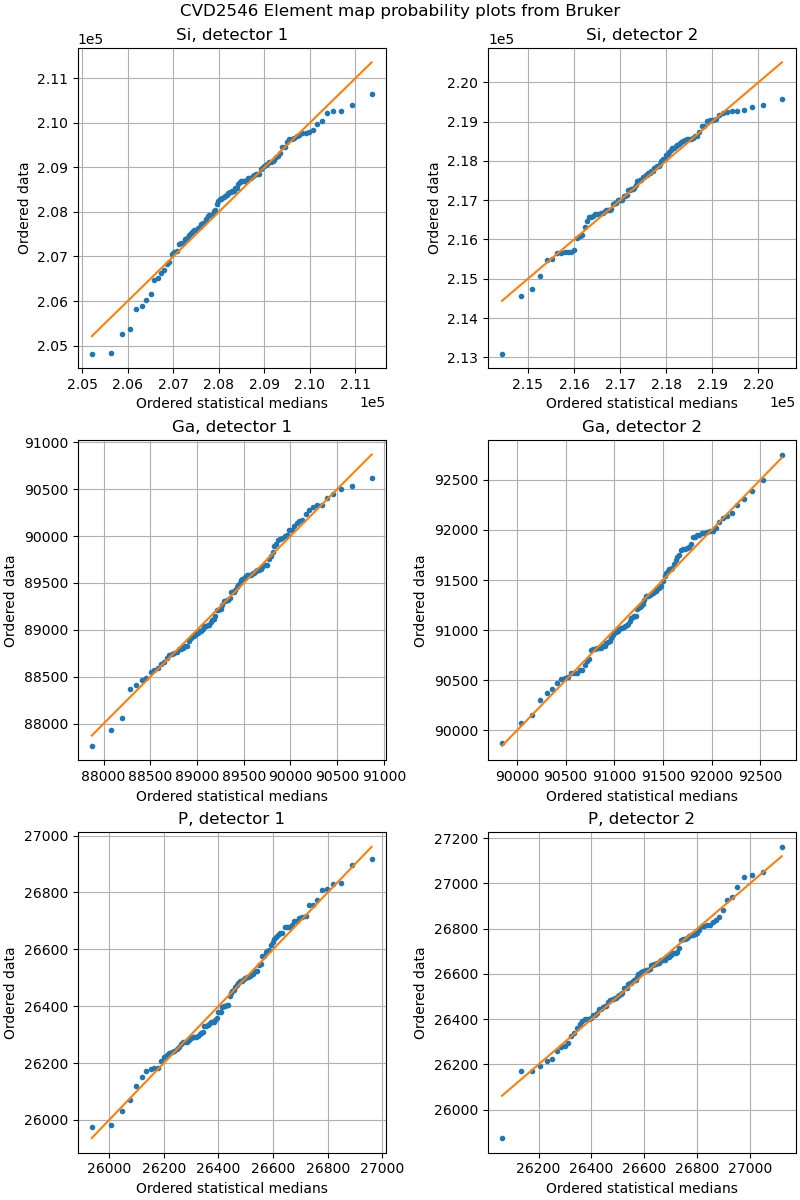 CVD2546 Element map probability plots from Bruker
Si, detector 1
1e5
2.11
2.10
2.09
2.08
2.07
2.06
2.05
Ordered data
2.05 2.06 2.07 2.08 2.09 2.10 2.11
Ordered statistical medians
1e5
Si, detector 2
1e5
2.20
2.19
2.18
2.17
2.16
2.15
2.14
2.13
Ordered data
2.15 2.16 2.17 2.18 2.19 2.20
Ordered statistical medians
1e5
Ga, detector 1
91000
90500
90000
89500
89000
88500
88000
Ordered data
88000 88500 89000 89500 90000 90500 91000
Ordered statistical medians
Ga, detector 2
92500
92000
91500
91000
90500
90000
Ordered data
90000 90500 91000 91500 92000 92500
Ordered statistical medians
P, detector 1
27000
26800
26600
26400
26200
26000
Ordered data
26000 26200 26400 26600 26800 27000
Ordered statistical medians
P, detector 2
27200
27000
26800
26600
26400
26200
26000
Ordered data
26200 26400 26600 26800 27000
Ordered statistical medians